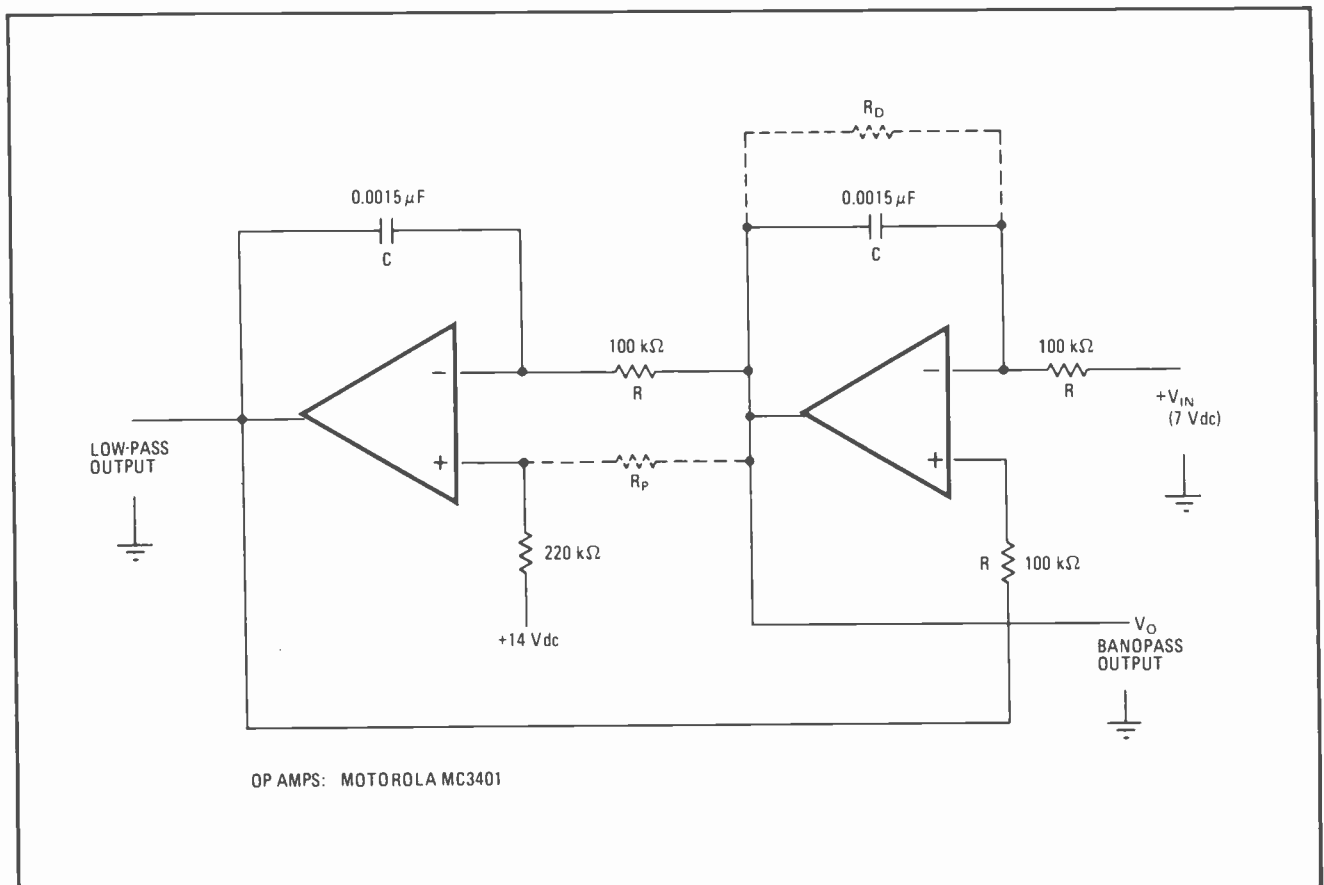 R_D
0.0015 μF
C
0.0015 μF
C
100 kΩ
R
100 kΩ
R
+V_IN
(7 Vdc)
−
+
−
+
LOW-PASS
OUTPUT
R_P
220 kΩ
R
100 kΩ
+14 Vdc
V_O
BANOPASS
OUTPUT
OP AMPS: MOTOROLA MC3401